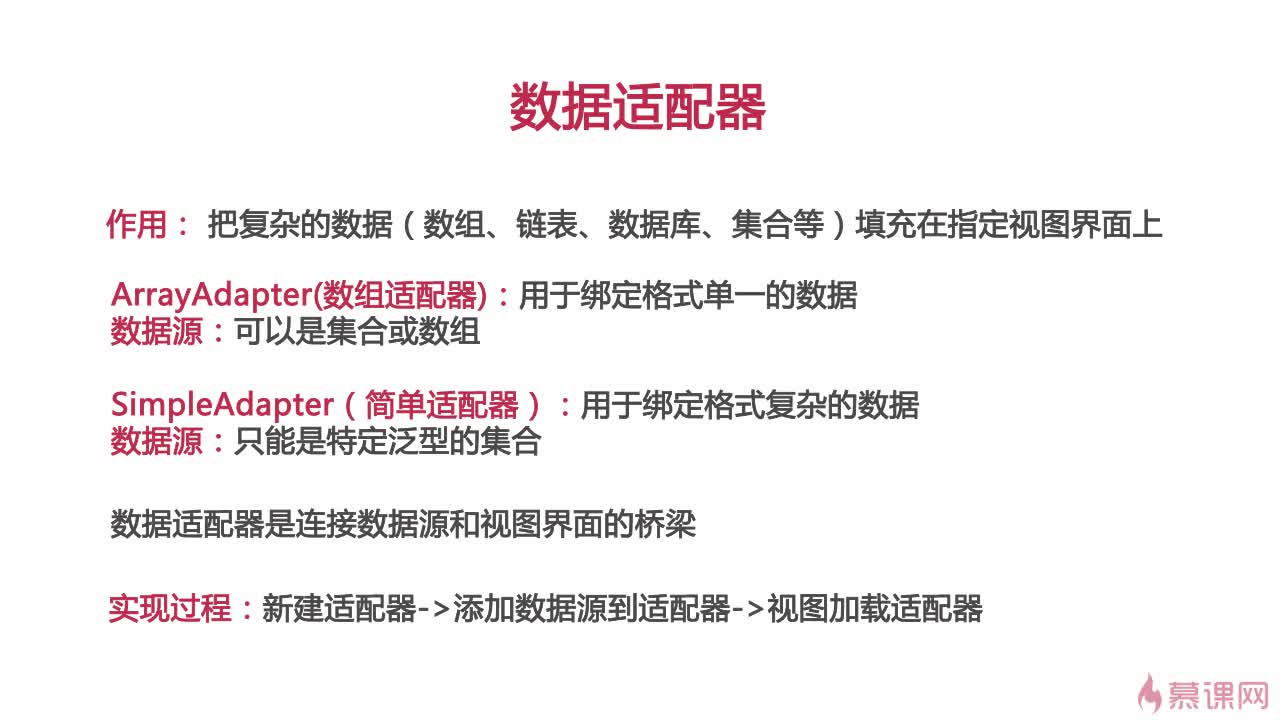 数据适配器
作用： 把复杂的数据（数组、链表、数据库、集合等）填充在指定视图界面上
ArrayAdapter(数组适配器)：用于绑定格式单一的数据
数据源：可以是集合或数组
SimpleAdapter（简单适配器）：用于绑定格式复杂的数据
数据源：只能是特定泛型的集合
数据适配器是连接数据源和视图界面的桥梁
实现过程：新建适配器->添加数据源到适配器->视图加载适配器
慕课网